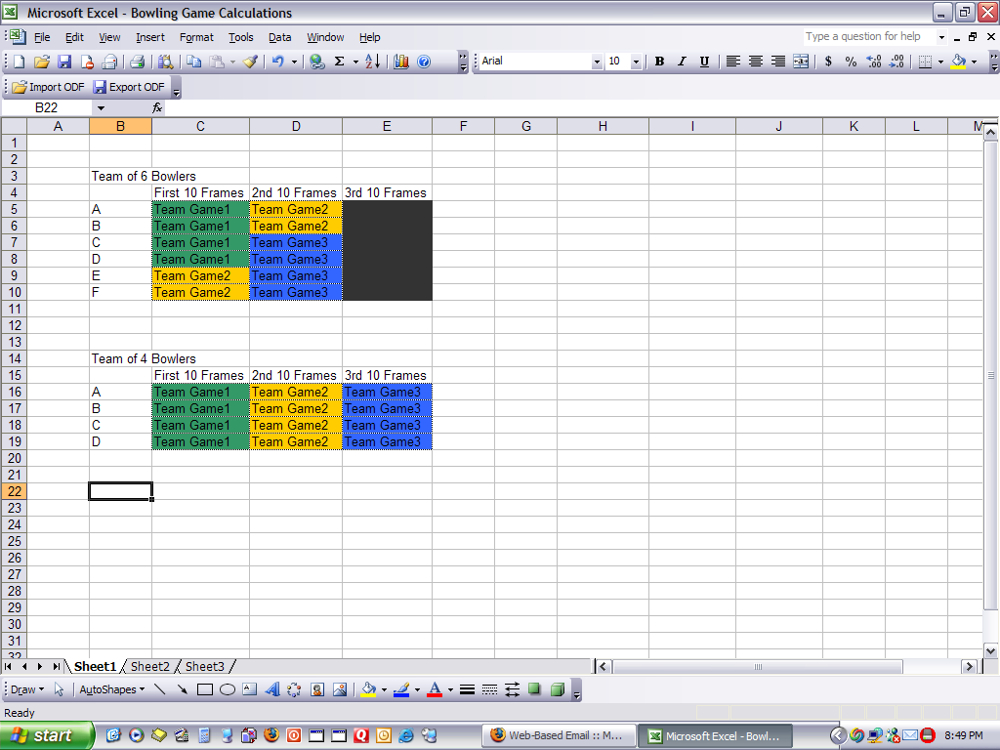 Microsoft Excel - Bowling Game Calculations
File Edit View Insert Format Tools Data Window Help Type a question for help
Arial 10 B I U $ %
Import ODF Export ODF
B22 fx
A B C D E F G H I J K L M
1
2
3 Team of 6 Bowlers
4 First 10 Frames 2nd 10 Frames 3rd 10 Frames
5 A Team Game1 Team Game2
6 B Team Game1 Team Game2
7 C Team Game1 Team Game3
8 D Team Game1 Team Game3
9 E Team Game2 Team Game3
10 F Team Game2 Team Game3
11
12
13
14 Team of 4 Bowlers
15 First 10 Frames 2nd 10 Frames 3rd 10 Frames
16 A Team Game1 Team Game2 Team Game3
17 B Team Game1 Team Game2 Team Game3
18 C Team Game1 Team Game2 Team Game3
19 D Team Game1 Team Game2 Team Game3
20
21
22
23
24
25
26
27
28
29
30
31
32
Sheet1 Sheet2 Sheet3
Draw AutoShapes
Ready
start Web-Based Email :: M... Microsoft Excel - Bowl... 8:49 PM